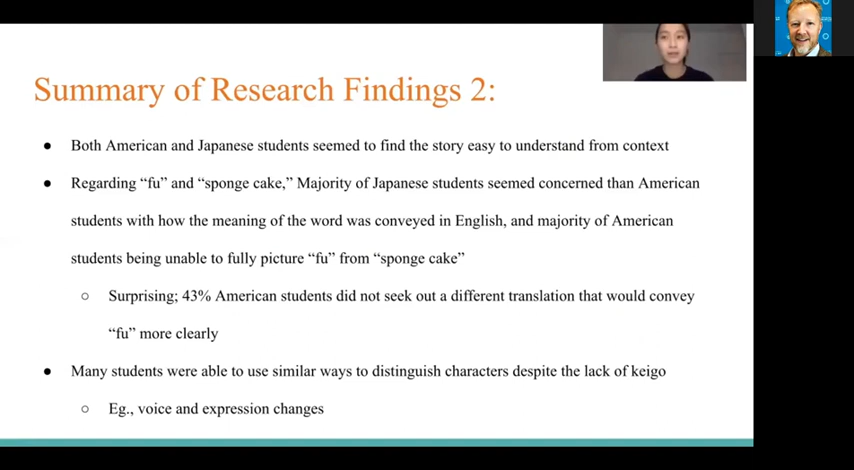 Summary of Research Findings 2:
● Both American and Japanese students seemed to find the story easy to understand from context
● Regarding “fu” and “sponge cake,” Majority of Japanese students seemed concerned than American
students with how the meaning of the word was conveyed in English, and majority of American
students being unable to fully picture “fu” from “sponge cake”
○ Surprising; 43% American students did not seek out a different translation that would convey
“fu” more clearly
● Many students were able to use similar ways to distinguish characters despite the lack of keigo
○ Eg., voice and expression changes